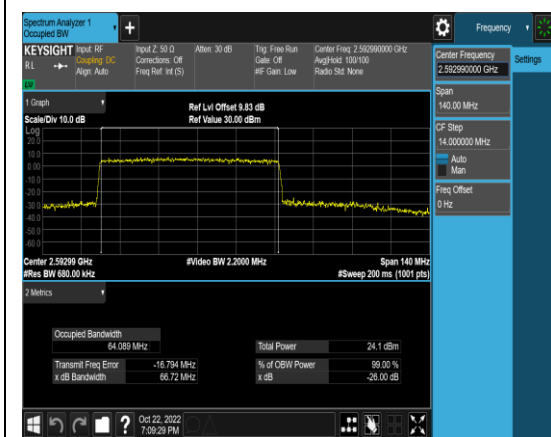 Spectrum Analyzer 1
Occupied BW
Frequency
KEYSIGHT
RL
Input: RF
Coupling: DC
Align: Auto
Input Z: 50 Ω
Corrections: Off
Freq Ref: Int (S)
Atten: 30 dB
Trig: Free Run
Gate: Off
#IF Gain: Low
Center Freq: 2.592990000 GHz
Avg|Hold: 100/100
Radio Std: None
Center Frequency
2.592990000 GHz
Settings
Span
140.00 MHz
CF Step
14.000000 MHz
Auto
Man
Freq Offset
0 Hz
1 Graph
Scale/Div 10.0 dB
Ref Lvl Offset 9.83 dB
Ref Value 30.00 dBm
Log
20.0
10.0
0.00
-10.0
-20.0
-30.0
-40.0
-50.0
-60.0
Center 2.59299 GHz
#Res BW 680.00 kHz
#Video BW 2.2000 MHz
Span 140 MHz
#Sweep 200 ms (1001 pts)
2 Metrics
Occupied Bandwidth
64.089 MHz
Total Power
24.1 dBm
Transmit Freq Error
-16.794 MHz
% of OBW Power
99.00 %
x dB Bandwidth
66.72 MHz
x dB
-26.00 dB
?
Oct 22, 2022
7:09:29 PM